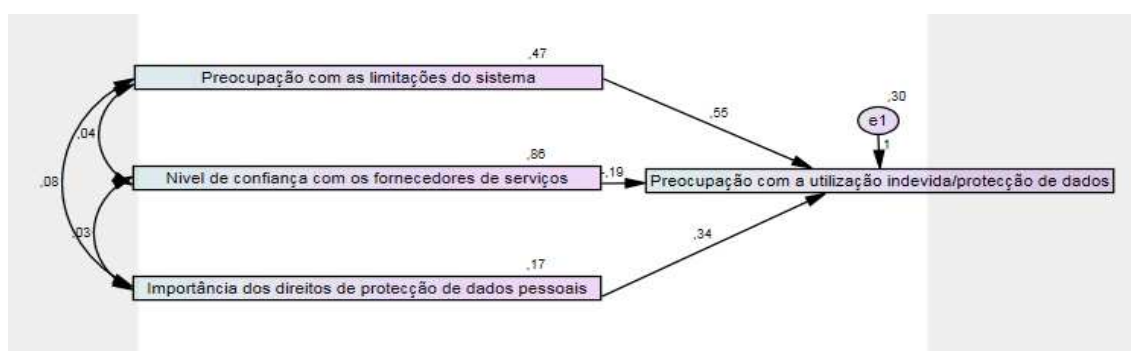 ,47
Preocupação com as limitações do sistema
,30
e1
,55
,04
1
,86
,08
Nivel de confiança com os fornecedores de serviços
-,19
Preocupação com a utilização indevida/protecção de dados
,03
,34
,17
Importância dos direitos de protecção de dados pessoais